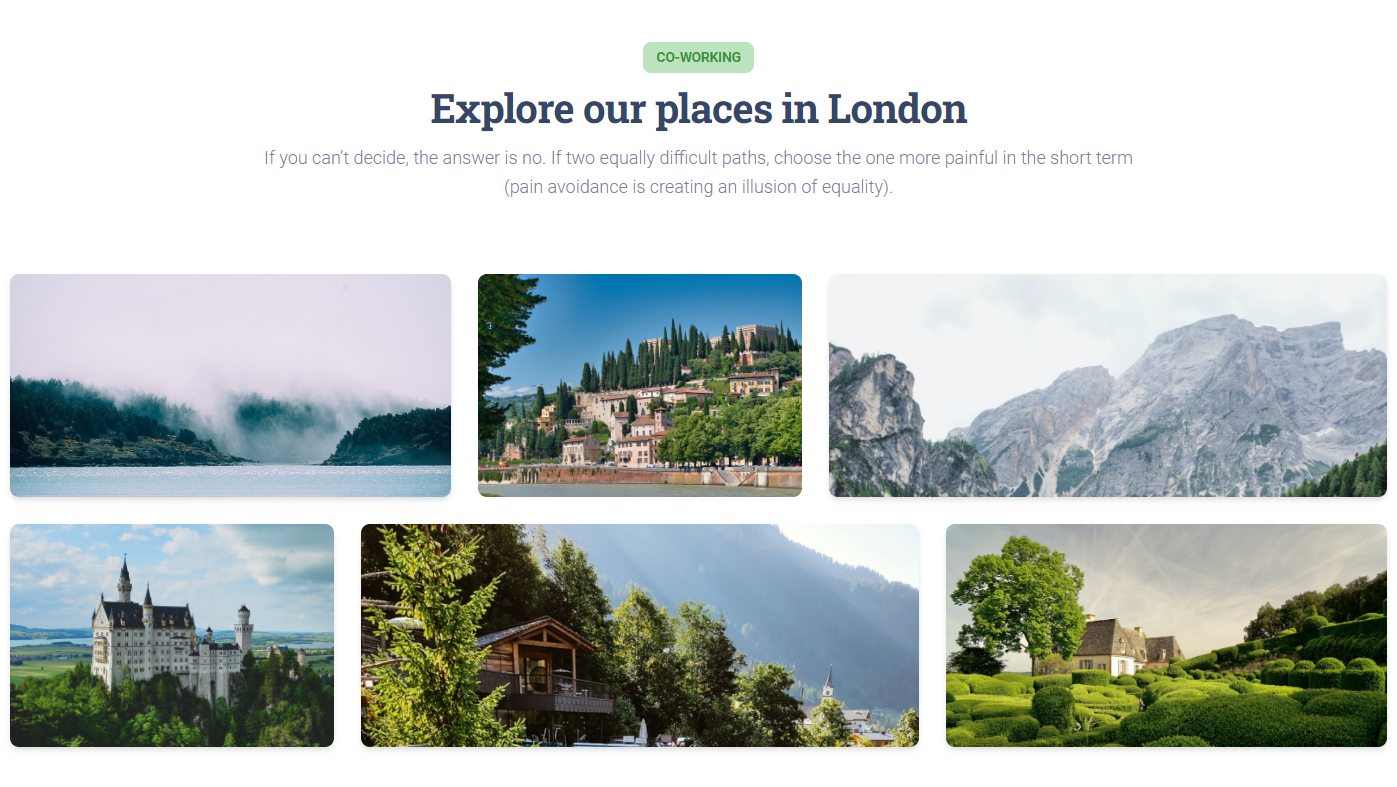 CO-WORKING
Explore our places in London
If you can’t decide, the answer is no. If two equally difficult paths, choose the one more painful in the short term
(pain avoidance is creating an illusion of equality).